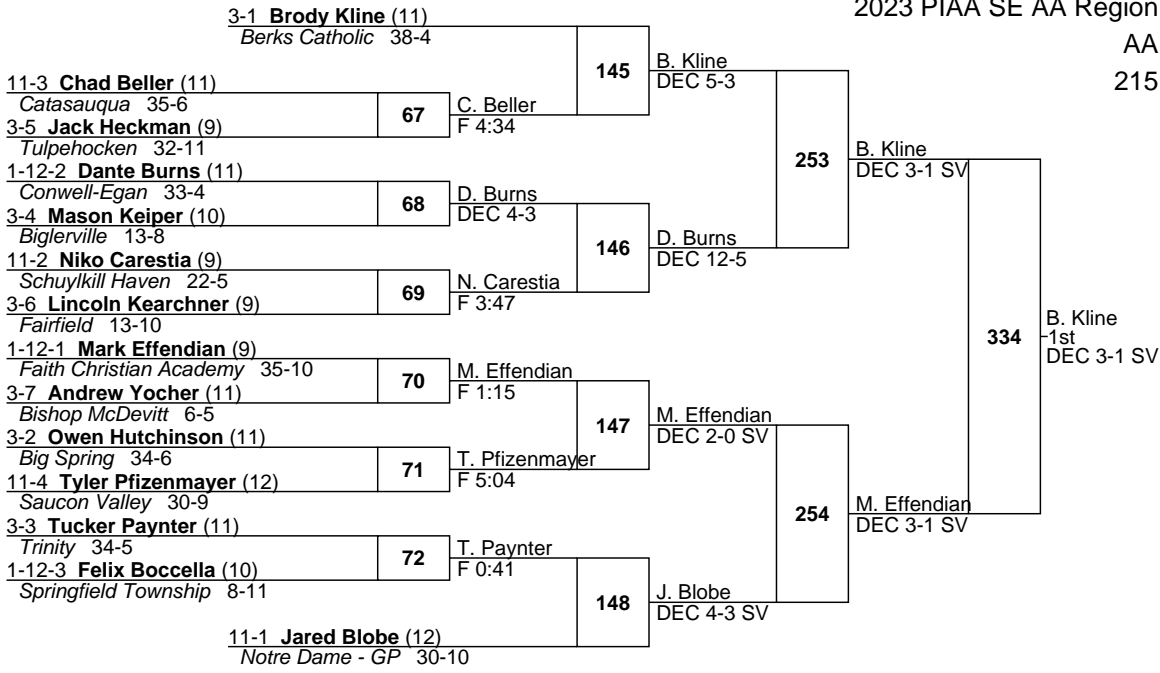 2023 PIAA SE AA Region
AA
215
3-1 Brody Kline (11)
Berks Catholic 38-4
11-3 Chad Beller (11)
Catasauqua 35-6
3-5 Jack Heckman (9)
Tulpehocken 32-11
1-12-2 Dante Burns (11)
Conwell-Egan 33-4
3-4 Mason Keiper (10)
Biglerville 13-8
11-2 Niko Carestia (9)
Schuylkill Haven 22-5
3-6 Lincoln Kearchner (9)
Fairfield 13-10
1-12-1 Mark Effendian (9)
Faith Christian Academy 35-10
3-7 Andrew Yocher (11)
Bishop McDevitt 6-5
3-2 Owen Hutchinson (11)
Big Spring 34-6
11-4 Tyler Pfizenmayer (12)
Saucon Valley 30-9
3-3 Tucker Paynter (11)
Trinity 34-5
1-12-3 Felix Boccella (10)
Springfield Township 8-11
11-1 Jared Blobe (12)
Notre Dame - GP 30-10
67
C. Beller
F 4:34
68
D. Burns
DEC 4-3
69
N. Carestia
F 3:47
70
M. Effendian
F 1:15
71
T. Pfizenmayer
F 5:04
72
T. Paynter
F 0:41
145
B. Kline
DEC 5-3
146
D. Burns
DEC 12-5
147
M. Effendian
DEC 2-0 SV
148
J. Blobe
DEC 4-3 SV
253
B. Kline
DEC 3-1 SV
254
M. Effendian
DEC 3-1 SV
334
B. Kline
1st
DEC 3-1 SV